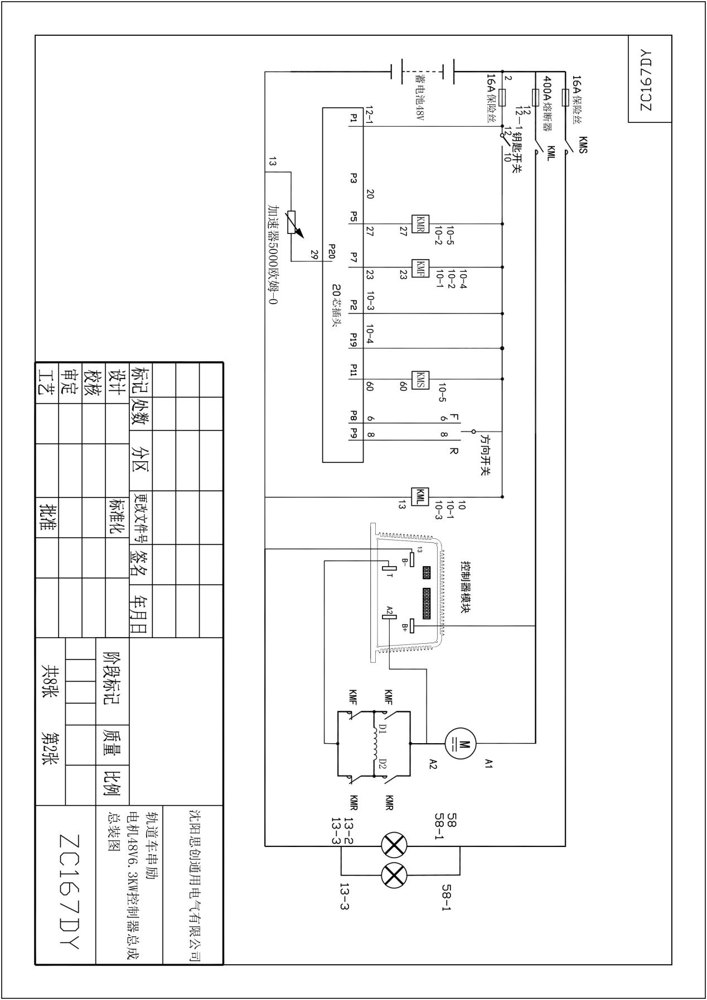 ZC167DY
16A保险丝
KMS
400A熔断器
KML
2
16A保险丝
12
12-1
12
钥匙开关
10
蓄电池48V
12-1
P1
P3
20
P5
27
27
KMR
10-5
10-2
P7
23
23
KMF
10-4
10-2
10-1
P2
10-3
P19
10-4
P11
60
60
KMS
10-5
P8
6
6
F
P9
8
8
R
方向开关
20芯插头
P20
29
13
加速器5000欧姆-0
KML
13
10
10-1
10-3
控制器模块
13
B-
T
A2
B+
M
A1
A2
KMF
KMF
D1
D2
KMR
KMR
58
58-1
13-2
13-3
58-1
13-3
标记
处数
分区
更改文件号
签名
年月日
设计
标准化
校核
审定
工艺
批准
阶段标记
质量
比例
共8张
第2张
沈阳思创通用电气有限公司
轨道车串励
电机48V6.3KW控制器总成
总装图
ZC167DY